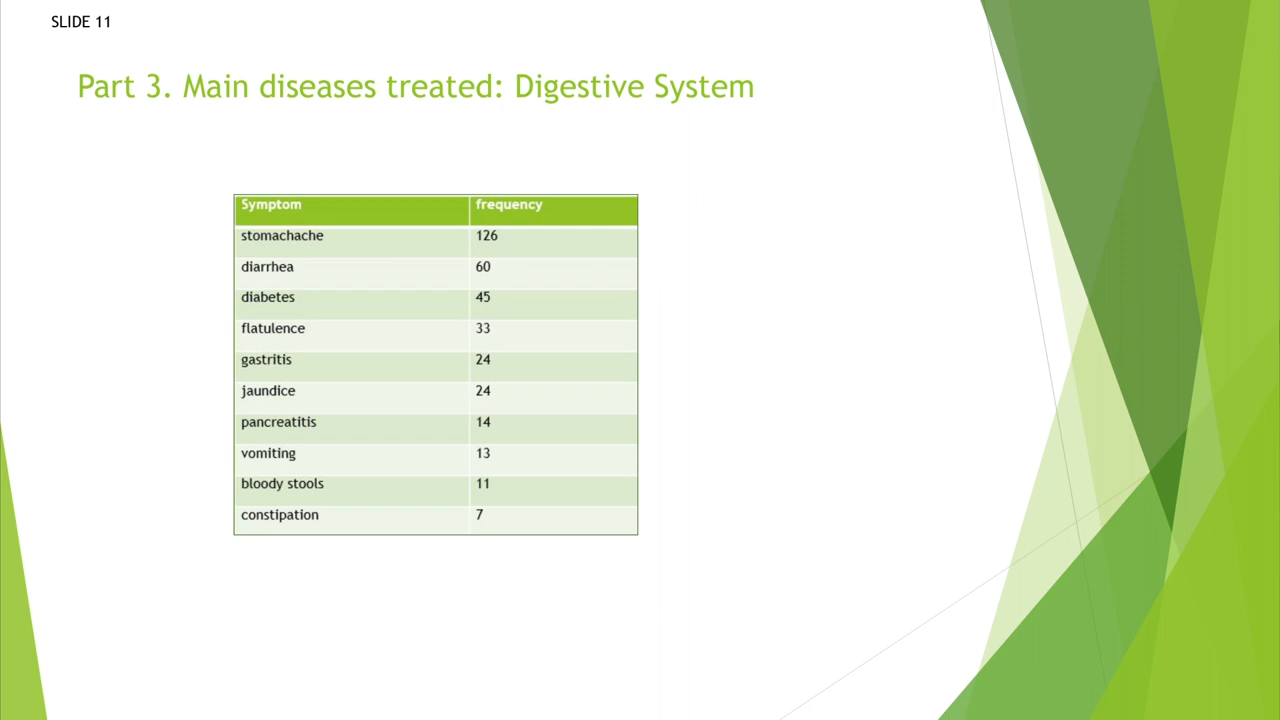 SLIDE 11
Part 3. Main diseases treated: Digestive System
Symptom frequency
stomachache 126
diarrhea 60
diabetes 45
flatulence 33
gastritis 24
jaundice 24
pancreatitis 14
vomiting 13
bloody stools 11
constipation 7